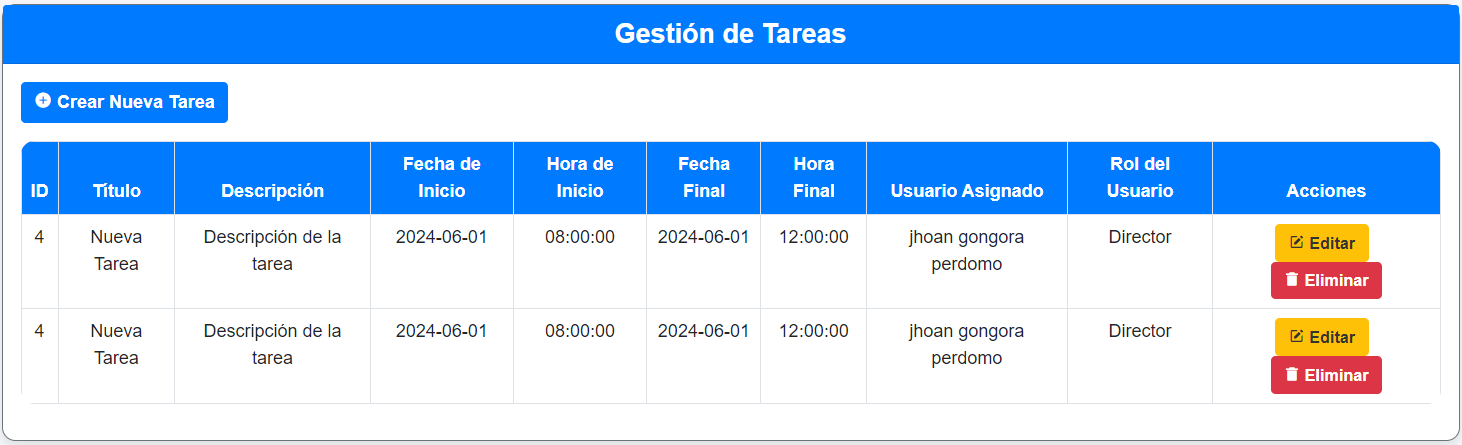 Gestión de Tareas
Crear Nueva Tarea
ID Título Descripción Fecha de Inicio Hora de Inicio Fecha Final Hora Final Usuario Asignado Rol del Usuario Acciones
4 Nueva Tarea Descripción de la tarea 2024-06-01 08:00:00 2024-06-01 12:00:00 jhoan gongora perdomo Director Editar
Eliminar
4 Nueva Tarea Descripción de la tarea 2024-06-01 08:00:00 2024-06-01 12:00:00 jhoan gongora perdomo Director Editar
Eliminar